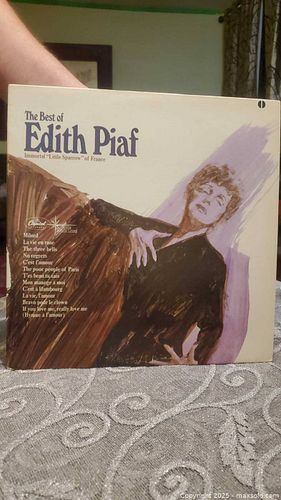 The Best of
Edith Piaf
Immortal "Little Sparrow" of France
Capitol
Milord
La vie en rose
The three bells
No regrets
C'est l'amour
The poor people of Paris
T'es beau tu sais
Mon manège à moi
C'est à Hambourg
La vie, l'amour
Bravo pour le clown
If you love me, really love me
(Hymne à l'amour)
Copyright 2025 - maxsold.com